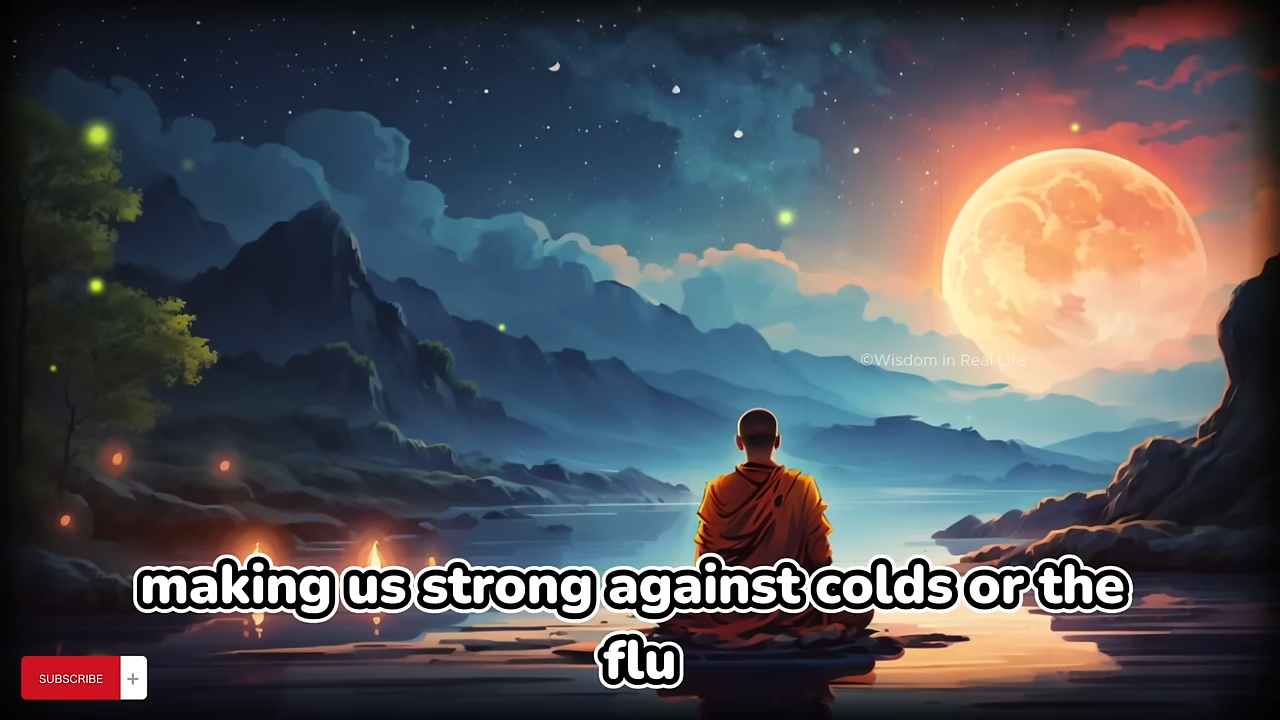 ©Wisdom in Real Life
making us strong against colds or the
flu
SUBSCRIBE +